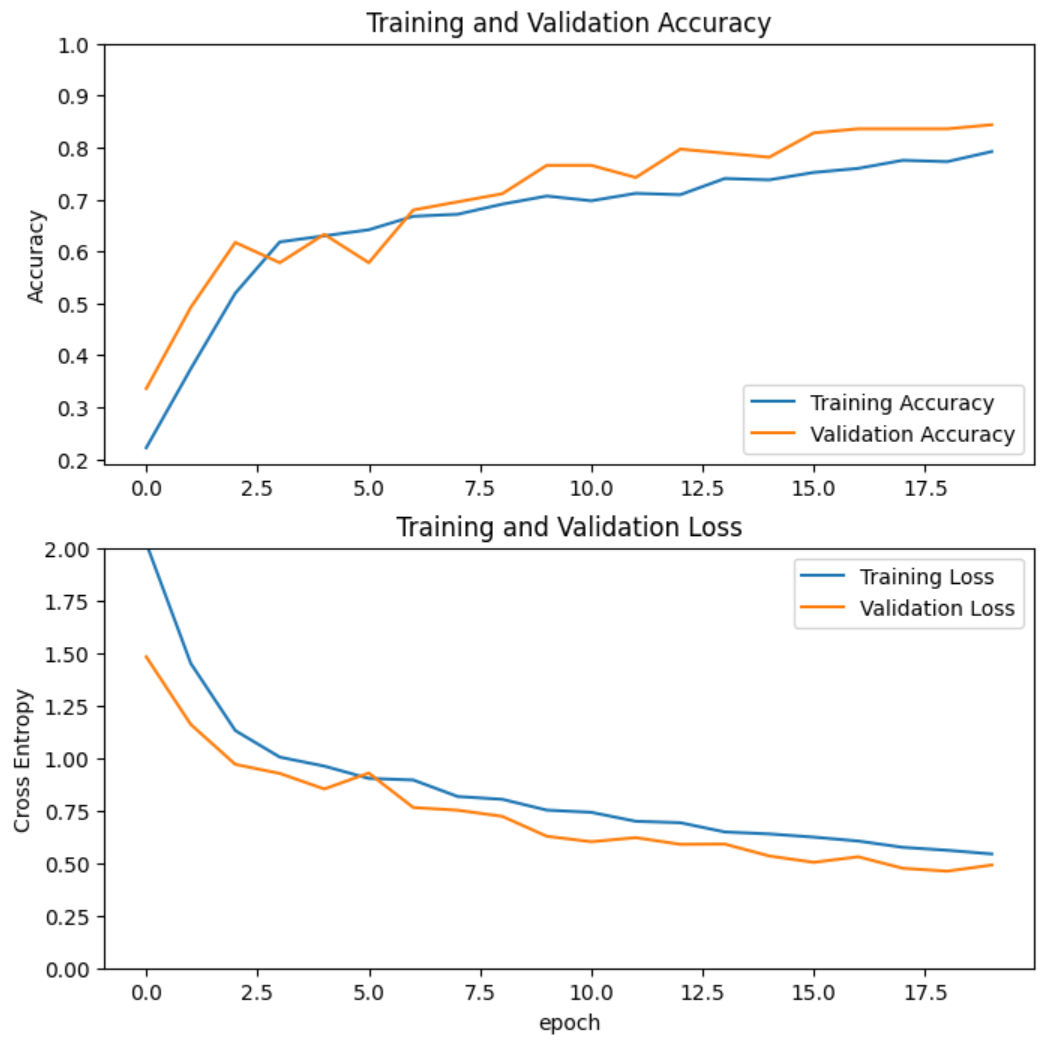 Training and Validation Accuracy
1.0
0.9
0.8
0.7
0.6
0.5
0.4
0.3
0.2
Accuracy
Training Accuracy
Validation Accuracy
0.0 2.5 5.0 7.5 10.0 12.5 15.0 17.5
Training and Validation Loss
2.00
1.75
1.50
1.25
1.00
0.75
0.50
0.25
0.00
Cross Entropy
Training Loss
Validation Loss
0.0 2.5 5.0 7.5 10.0 12.5 15.0 17.5
epoch